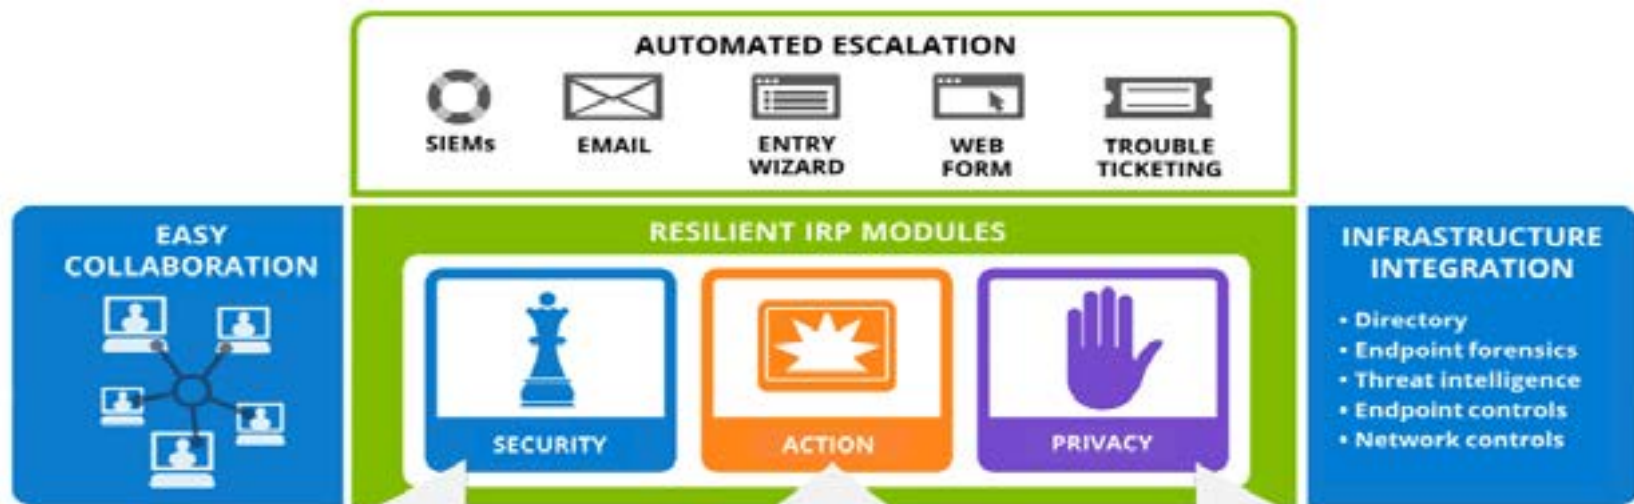 AUTOMATED ESCALATION
SIEMs
EMAIL
ENTRY
WIZARD
WEB
FORM
TROUBLE
TICKETING
EASY
COLLABORATION
RESILIENT IRP MODULES
SECURITY
ACTION
PRIVACY
INFRASTRUCTURE
INTEGRATION
• Directory
• Endpoint forensics
• Threat intelligence
• Endpoint controls
• Network controls